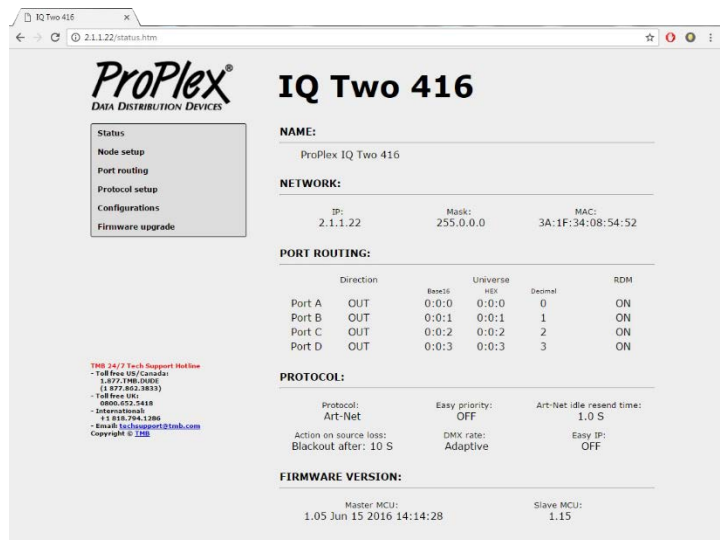 IQ Two 416
2.1.1.22/status.htm
ProPlex®
DATA DISTRIBUTION DEVICES
IQ Two 416
Status
Node setup
Port routing
Protocol setup
Configurations
Firmware upgrade
NAME:
ProPlex IQ Two 416
NETWORK:
IP: Mask: MAC:
2.1.1.22 255.0.0.0 3A:1F:34:08:54:52
PORT ROUTING:
Direction Universe RDM
Base16 HEX Decimal
Port A OUT 0:0:0 0:0:0 0 ON
Port B OUT 0:0:1 0:0:1 1 ON
Port C OUT 0:0:2 0:0:2 2 ON
Port D OUT 0:0:3 0:0:3 3 ON
TMB 24/7 Tech Support Hotline
- Toll free US/Canada:
1.877.TMB.DUDE
(1 877.862.3833)
- Toll free UK:
0800.652.5418
- International:
+1 818.794.1286
- Email: techsupport@tmb.com
Copyright © TMB
PROTOCOL:
Protocol: Easy priority: Art-Net idle resend time:
Art-Net OFF 1.0 S
Action on source loss: DMX rate: Easy IP:
Blackout after: 10 S Adaptive OFF
FIRMWARE VERSION:
Master MCU: Slave MCU:
1.05 Jun 15 2016 14:14:28 1.15